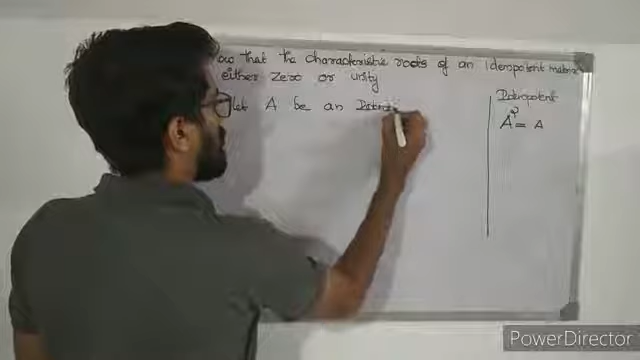 ow that the characteristic roots of an Idempotent matrix
either zero or unity
let A be an
Idempotent
A² = A
PowerDirector